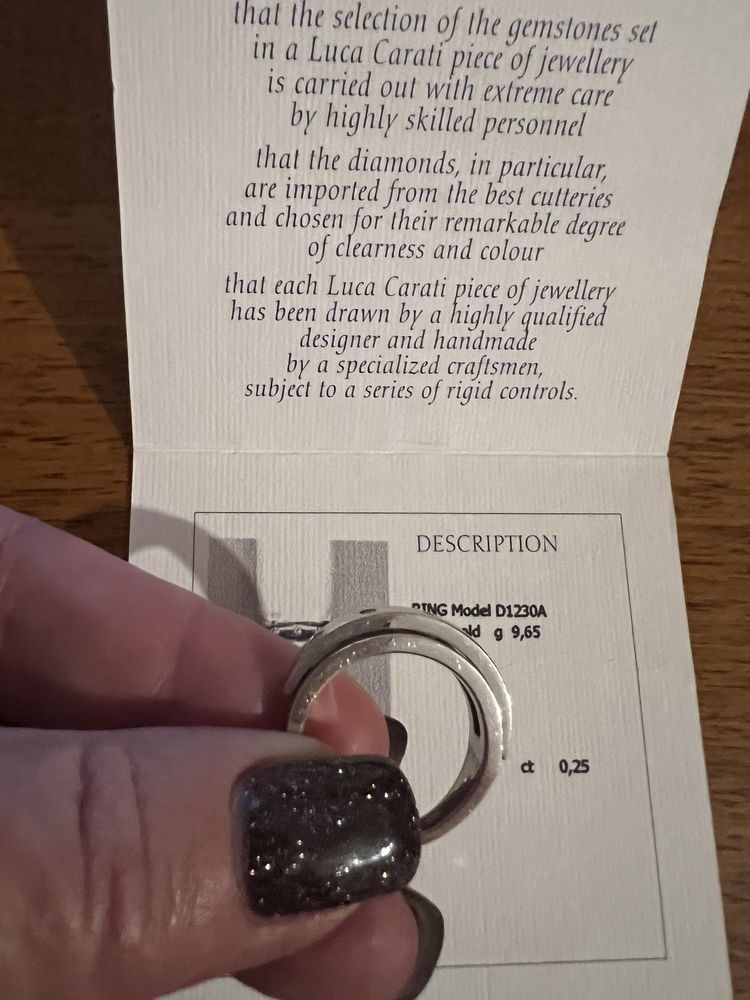 that the selection of the gemstones set
in a Luca Carati piece of jewellery
is carried out with extreme care
by highly skilled personnel
that the diamonds, in particular,
are imported from the best cutteries
and chosen for their remarkable degree
of clearness and colour
that each Luca Carati piece of jewellery
has been drawn by a highly qualified
designer and handmade
by a specialized craftsmen,
subject to a series of rigid controls.
DESCRIPTION
RING Model D1230A
g 9,65
ct 0,25